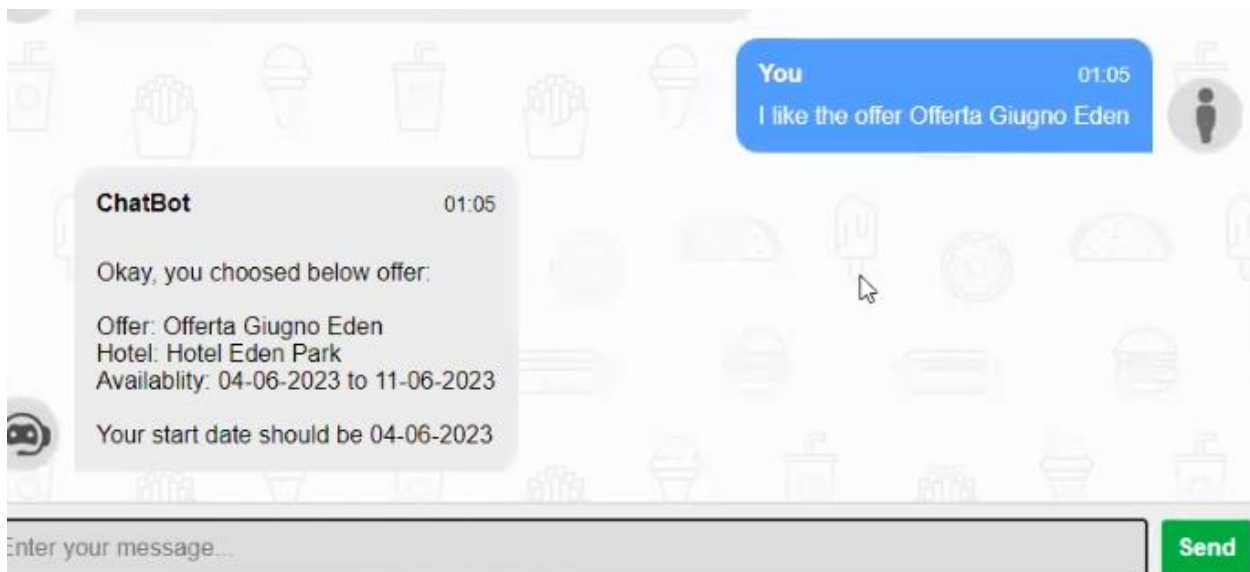 You 01:05
I like the offer Offerta Giugno Eden
ChatBot 01:05
Okay, you choosed below offer:
Offer: Offerta Giugno Eden
Hotel: Hotel Eden Park
Availablity: 04-06-2023 to 11-06-2023
Your start date should be 04-06-2023
Enter your message...
Send